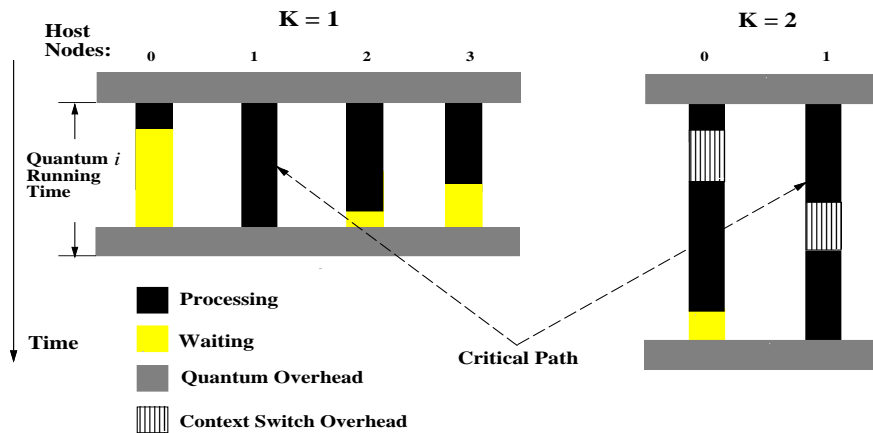 K = 1
K = 2
Host
Nodes:
0 1 2 3
0 1
Quantum i
Running
Time
Time
Processing
Waiting
Quantum Overhead
Context Switch Overhead
Critical Path